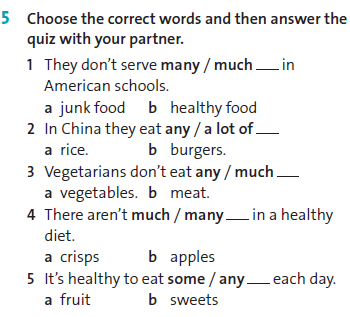 5 Choose the correct words and then answer the
quiz with your partner.
1 They don't serve many / much ___ in
American schools.
a junk food b healthy food
2 In China they eat any / a lot of ___
a rice. b burgers.
3 Vegetarians don't eat any / much ___
a vegetables. b meat.
4 There aren't much / many ___ in a healthy
diet.
a crisps b apples
5 It's healthy to eat some / any ___ each day.
a fruit b sweets